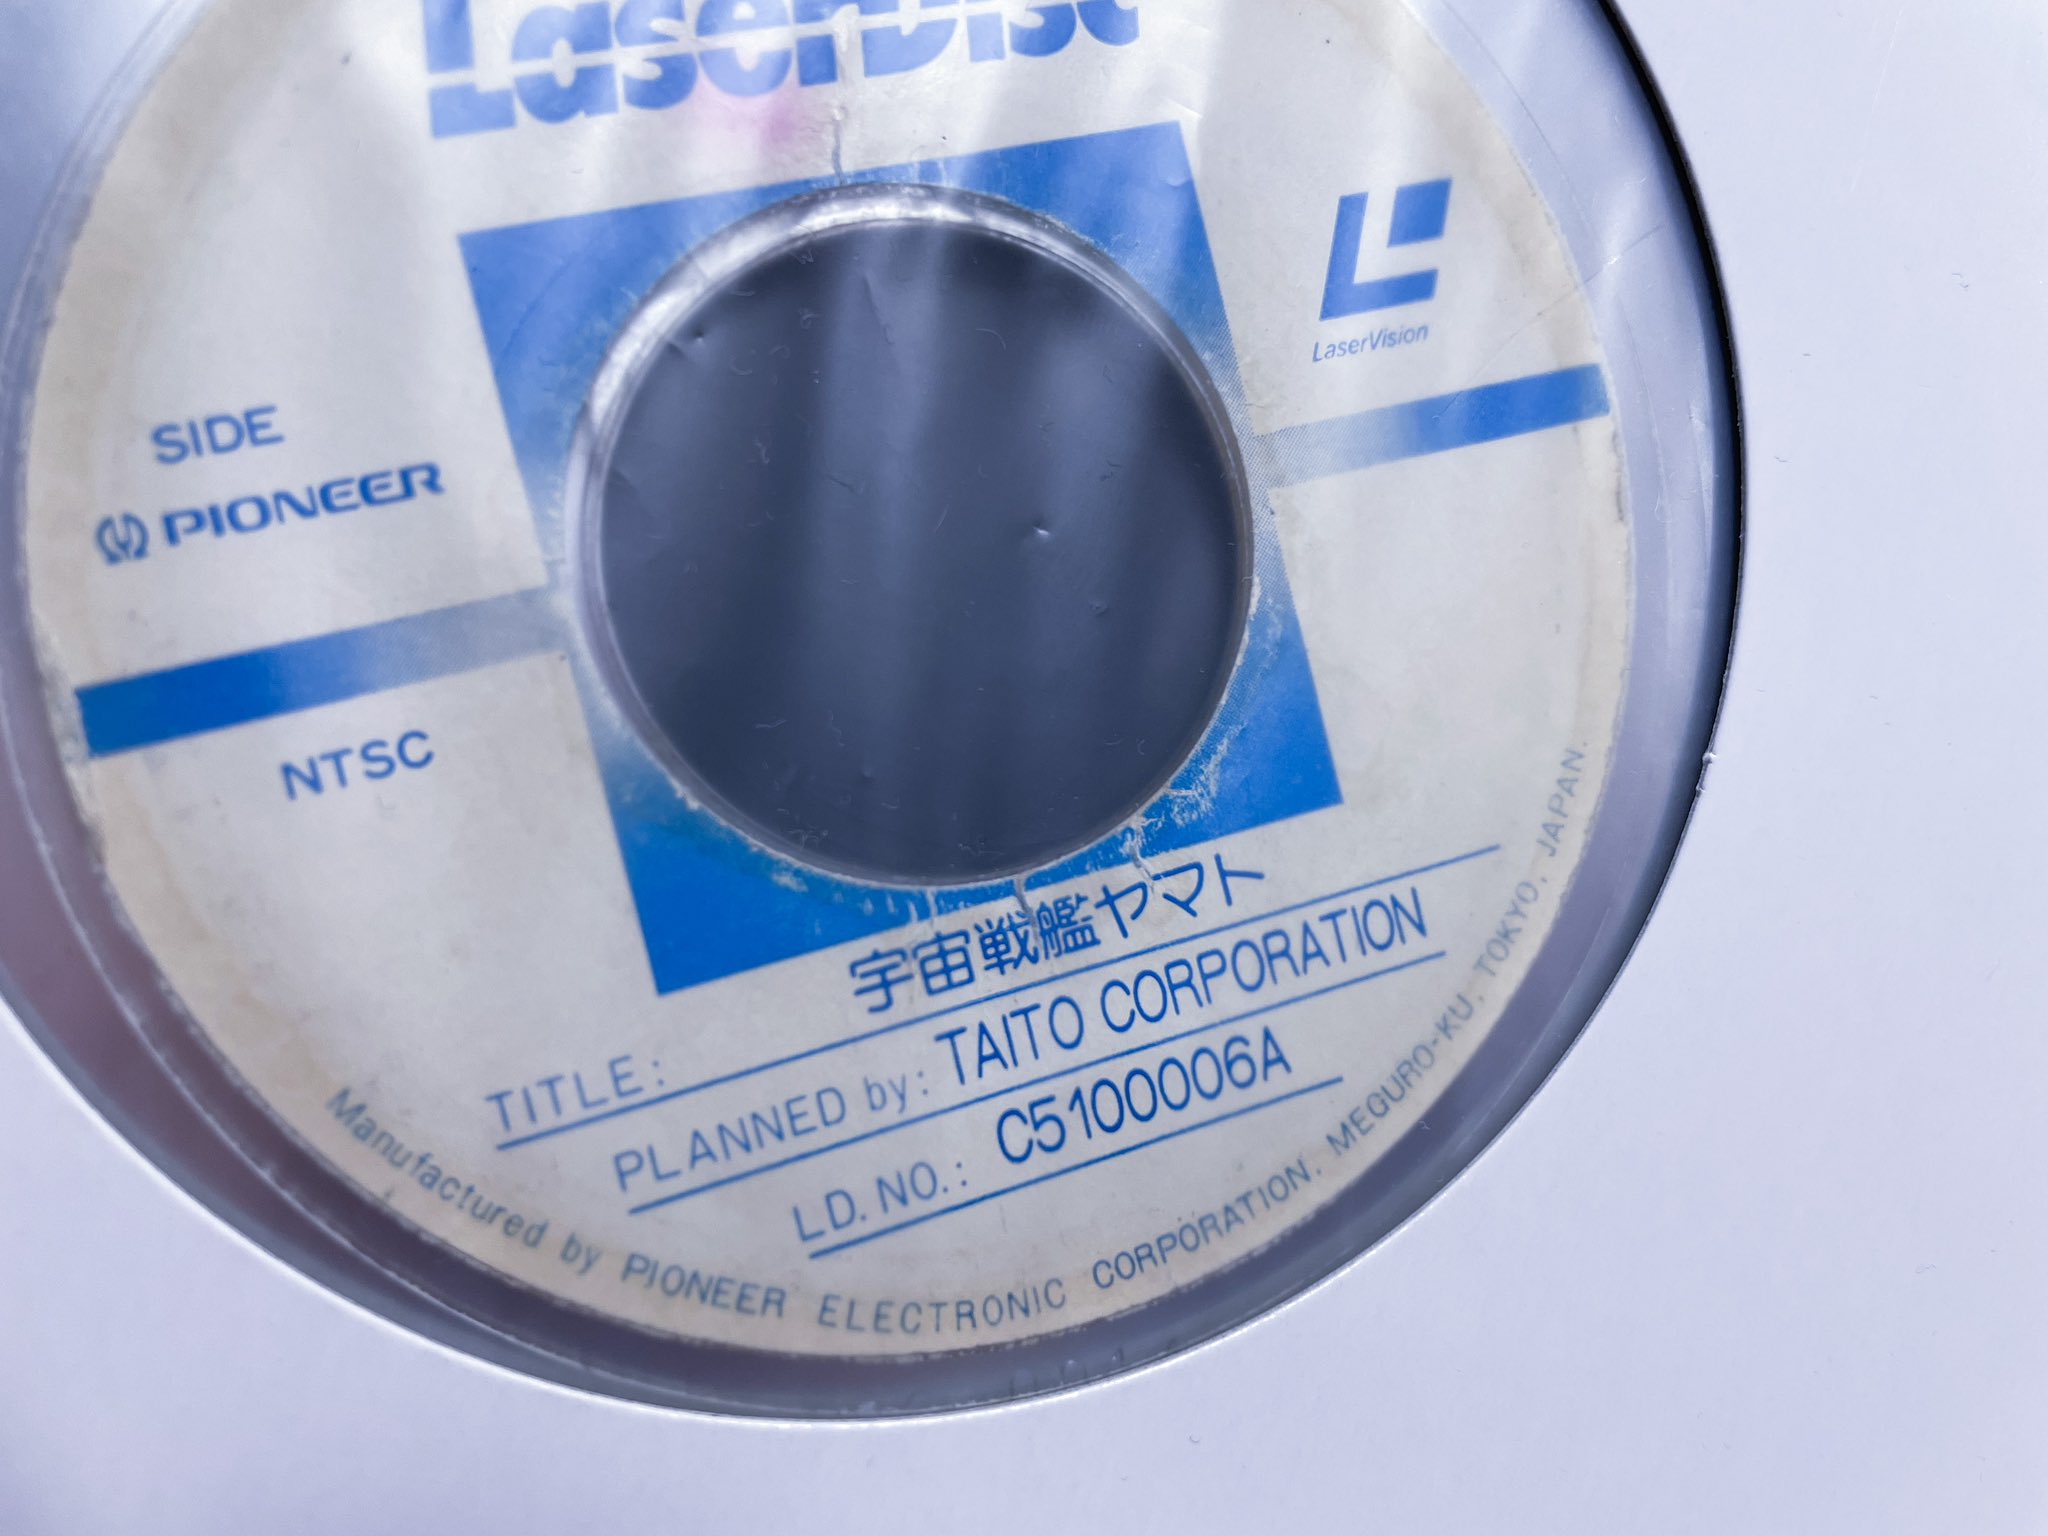 LaserDisc
LaserVision
SIDE
PIONEER
NTSC
TITLE: 宇宙戦艦ヤマト
PLANNED by: TAITO CORPORATION
LD. NO.: C5100006A
Manufactured by PIONEER ELECTRONIC CORPORATION. MEGURO-KU, TOKYO, JAPAN.